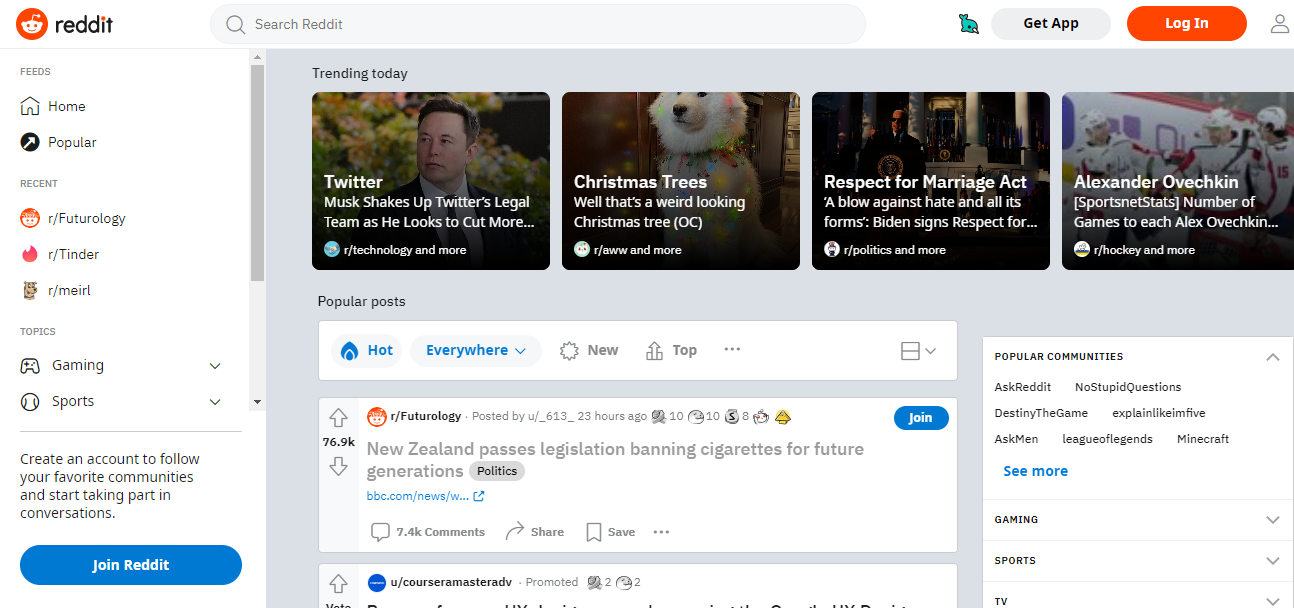 reddit
Search Reddit
Get App
Log In
FEEDS
Home
Popular
RECENT
r/Futurology
r/Tinder
r/meirl
TOPICS
Gaming
Sports
Create an account to follow
your favorite communities
and start taking part in
conversations.
Join Reddit
Trending today
Twitter
Musk Shakes Up Twitter's Legal
Team as He Looks to Cut More...
r/technology and more
Christmas Trees
Well that's a weird looking
Christmas tree (OC)
r/aww and more
Respect for Marriage Act
'A blow against hate and all its
forms': Biden signs Respect for...
r/politics and more
Alexander Ovechkin
[SportsnetStats] Number of
Games to each Alex Ovechkin...
r/hockey and more
Popular posts
Hot
Everywhere
New
Top
76.9k
r/Futurology · Posted by u/_613_ 23 hours ago 10 10 8
Join
New Zealand passes legislation banning cigarettes for future
generations Politics
bbc.com/news/w...
7.4k Comments
Share
Save
u/courseramasteradv · Promoted 2 2
Vote
POPULAR COMMUNITIES
AskReddit NoStupidQuestions
DestinyTheGame explainlikeimfive
AskMen leagueoflegends Minecraft
See more
GAMING
SPORTS
TV